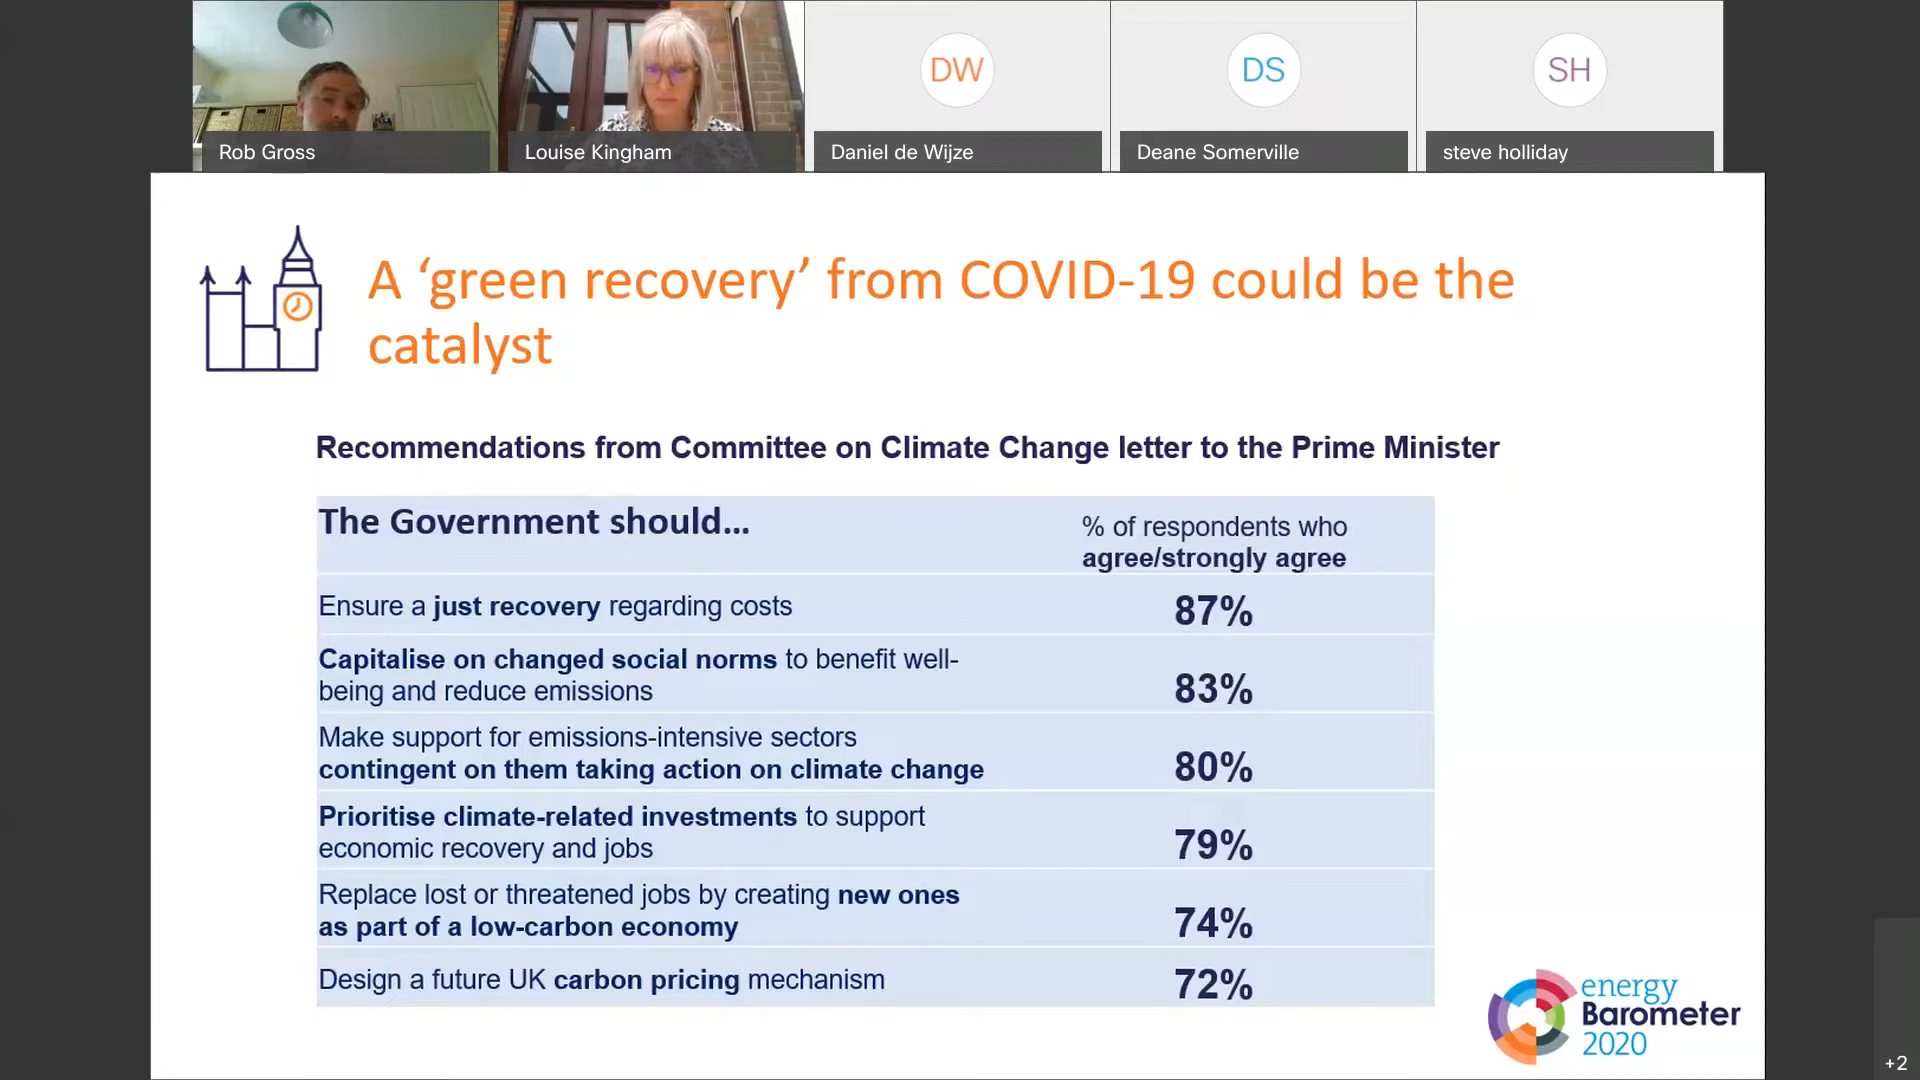 DW
DS
SH
Rob Gross
Louise Kingham
Daniel de Wijze
Deane Somerville
steve holliday
A ‘green recovery’ from COVID-19 could be the
catalyst
Recommendations from Committee on Climate Change letter to the Prime Minister
The Government should...
% of respondents who
agree/strongly agree
Ensure a just recovery regarding costs
87%
Capitalise on changed social norms to benefit well-
being and reduce emissions
83%
Make support for emissions-intensive sectors
contingent on them taking action on climate change
80%
Prioritise climate-related investments to support
economic recovery and jobs
79%
Replace lost or threatened jobs by creating new ones
as part of a low-carbon economy
74%
Design a future UK carbon pricing mechanism
72%
energy
Barometer
2020
+2